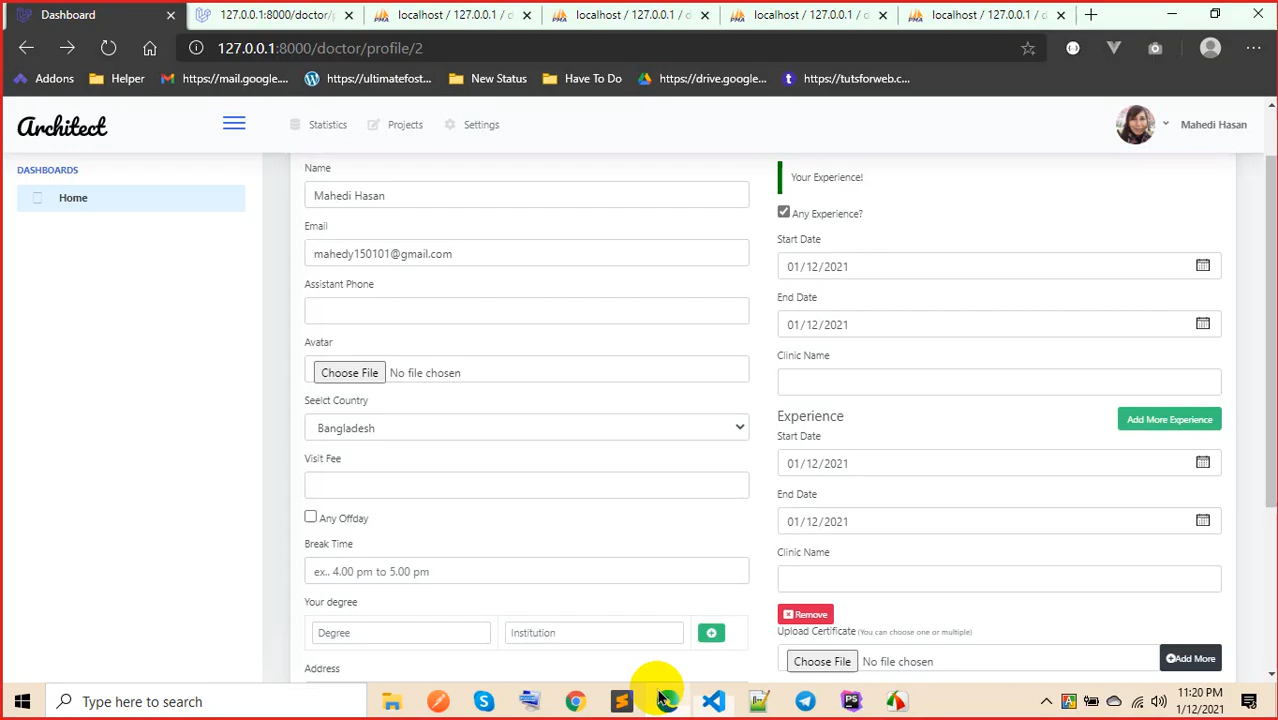 Dashboard
127.0.0.1:8000/doctor/p
localhost / 127.0.0.1 / d
localhost / 127.0.0.1 / d
localhost / 127.0.0.1 / d
localhost / 127.0.0.1 / d
127.0.0.1:8000/doctor/profile/2
Addons
Helper
https://mail.google....
https://ultimatefost...
New Status
Have To Do
https://drive.google...
https://tutsforweb.c...
Architect
Statistics
Projects
Settings
Mahedi Hasan
DASHBOARDS
Home
Name
Mahedi Hasan
Email
mahedy150101@gmail.com
Assistant Phone
Avatar
Choose File No file chosen
Seelct Country
Bangladesh
Visit Fee
Any Offday
Break Time
ex.. 4.00 pm to 5.00 pm
Your degree
Degree
Institution
Address
Your Experience!
Any Experience?
Start Date
01/12/2021
End Date
01/12/2021
Clinic Name
Experience
Add More Experience
Start Date
01/12/2021
End Date
01/12/2021
Clinic Name
Remove
Upload Certificate (You can choose one or multiple)
Choose File No file chosen
Add More
Type here to search
11:20 PM
1/12/2021